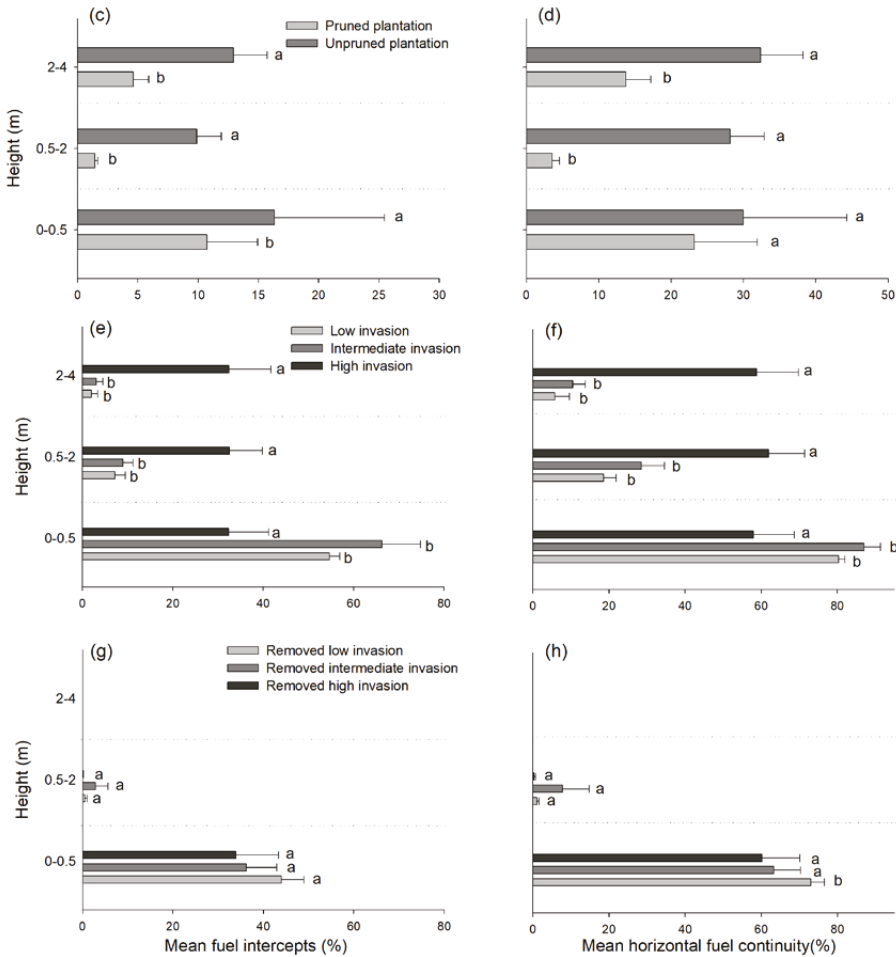 (c)
Pruned plantation
Unpruned plantation
Height (m)
2-4
a
b
0.5-2
a
b
0-0.5
a
b
0 5 10 15 20 25 30
(d)
a
b
a
b
a
a
0 10 20 30 40 50
(e)
Low invasion
Intermediate invasion
High invasion
Height (m)
2-4
a
b
b
0.5-2
a
b
b
0-0.5
a
b
b
0 20 40 60 80
(f)
a
b
b
a
b
b
a
b
b
0 20 40 60 80
(g)
Removed low invasion
Removed intermediate invasion
Removed high invasion
Height (m)
2-4
0.5-2
a
a
a
0-0.5
a
a
a
0 20 40 60 80
Mean fuel intercepts (%)
(h)
a
a
a
a
a
b
0 20 40 60 80
Mean horizontal fuel continuity(%)